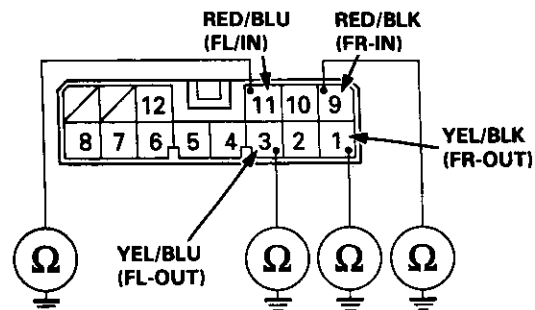 RED/BLU
(FL/IN)
RED/BLK
(FR-IN)
12 11 10 9
8 7 6 5 4 3 2 1
YEL/BLK
(FR-OUT)
YEL/BLU
(FL-OUT)
Ω Ω Ω Ω